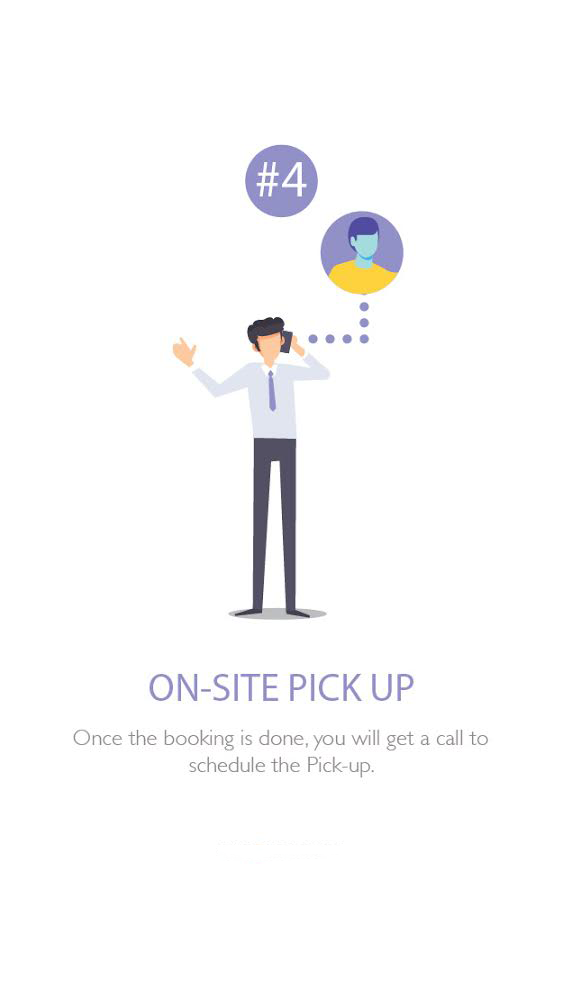 #4
ON-SITE PICK UP
Once the booking is done, you will get a call to
schedule the Pick-up.